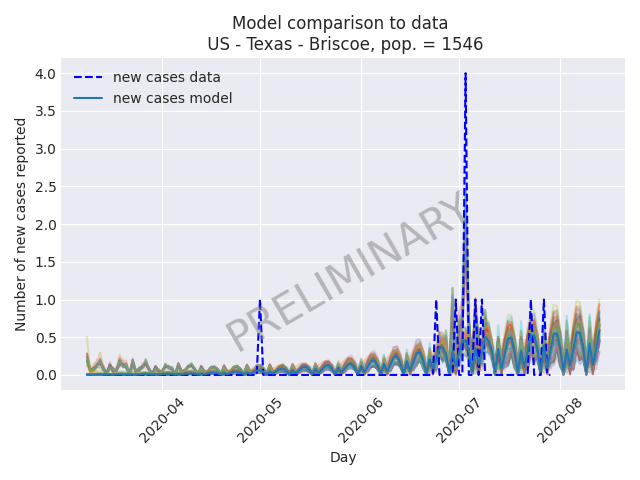 Model comparison to data
US - Texas - Briscoe, pop. = 1546
new cases data
new cases model
Number of new cases reported
4.0
3.5
3.0
2.5
2.0
1.5
1.0
0.5
0.0
PRELIMINARY
2020-04
2020-05
2020-06
2020-07
2020-08
Day